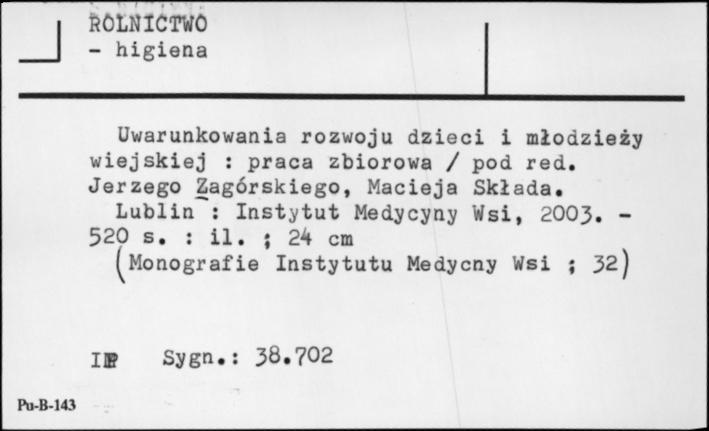 ROLNICTWO
- higiena
Uwarunkowania rozwoju dzieci i młodzieży
wiejskiej : praca zbiorowa / pod red.
Jerzego Zagórskiego, Macieja Składa.
Lublin : Instytut Medycyny Wsi, 2003. -
520 s. : il. ; 24 cm
(Monografie Instytutu Medycny Wsi ; 32)
Sygn.: 38.702
Pu-B-143